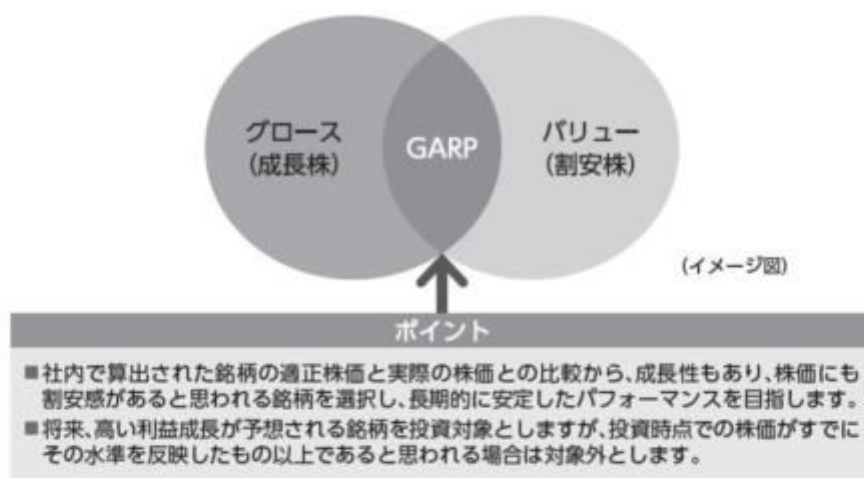 グロース
(成長株)
GARP
バリュー
(割安株)
(イメージ図)
ポイント
■社内で算出された銘柄の適正株価と実際の株価との比較から、成長性もあり、株価にも
割安感があると思われる銘柄を選択し、長期的に安定したパフォーマンスを目指します。
■将来、高い利益成長が予想される銘柄を投資対象としますが、投資時点での株価がすでに
その水準を反映したもの以上であると思われる場合は対象外とします。